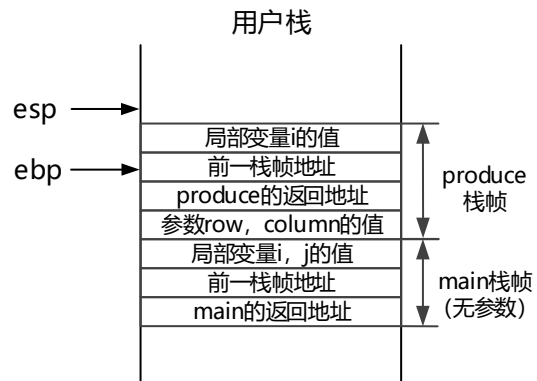 用户栈
esp
局部变量i的值
ebp
前一栈帧地址
produce的返回地址
参数row，column的值
produce
栈帧
局部变量i，j的值
前一栈帧地址
main的返回地址
main栈帧
（无参数）